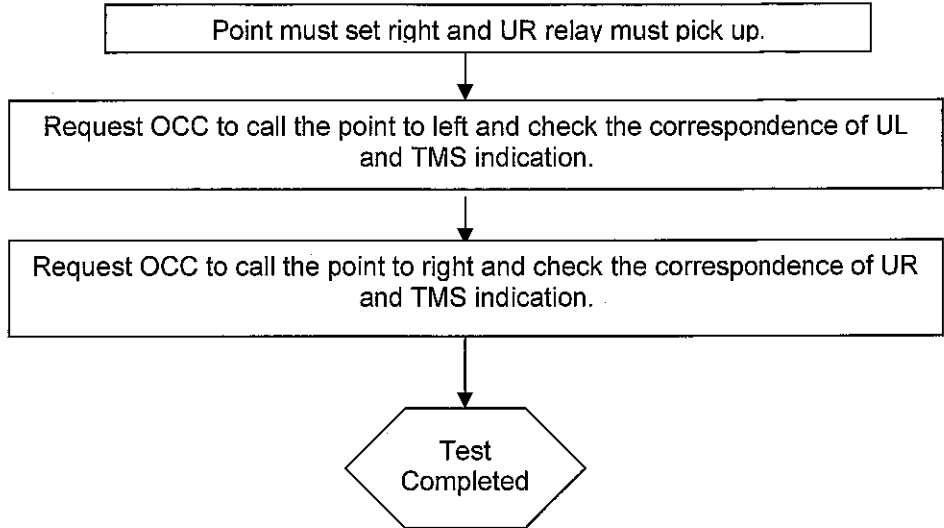 Point must set right and UR relay must pick up.
Request OCC to call the point to left and check the correspondence of UL
and TMS indication.
Request OCC to call the point to right and check the correspondence of UR
and TMS indication.
Test
Completed